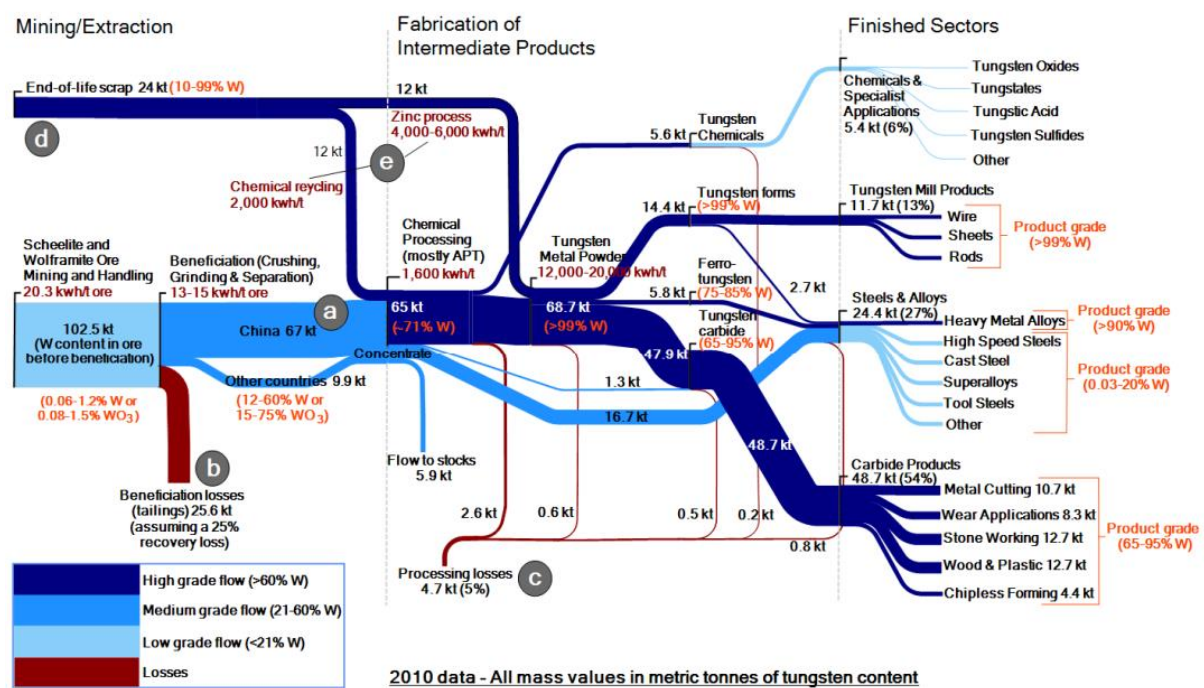 Mining/Extraction
Fabrication of
Intermediate Products
Finished Sectors
End-of-life scrap 24 kt (10-99% W)
d
12 kt
Zinc process
4,000-6,000 kwh/t
e
12 kt
Chemical reycling
2,000 kwh/t
5.6 kt
Tungsten
Chemicals
Chemicals &
Specialist
Applications
5.4 kt (6%)
Tungsten Oxides
Tungstates
Tungstic Acid
Tungsten Sulfides
Other
Scheelite and
Wolframite Ore
Mining and Handling
20.3 kwh/t ore
Beneficiation (Crushing,
Grinding & Separation)
13-15 kwh/t ore
Chemical
Processing
(mostly APT)
1,600 kwh/t
Tungsten
Metal Powder
12,000-20,000 kwh/t
14.4 kt
Tungsten forms
(>99% W)
Tungsten Mill Products
11.7 kt (13%)
Wire
Sheets
Rods
Product grade
(>99% W)
102.5 kt
(W content in ore
before beneficiation)
China 67 kt
a
65 kt
(~71% W)
68.7 kt
(>99% W)
5.8 kt
Ferro-
tungsten
(75-85% W)
2.7 kt
Steels & Alloys
24.4 kt (27%)
Heavy Metal Alloys
High Speed Steels
Cast Steel
Superalloys
Tool Steels
Other
Product grade
(>90% W)
Product grade
(0.03-20% W)
Concentrate
Other countries 9.9 kt
(12-60% W or
15-75% WO3)
(0.06-1.2% W or
0.08-1.5% WO3)
47.9 kt
Tungsten
carbide
(65-95% W)
1.3 kt
16.7 kt
48.7 kt
b
Beneficiation losses
(tailings) 25.6 kt
(assuming a 25%
recovery loss)
Flow to stocks
5.9 kt
2.6 kt
0.6 kt
0.5 kt
0.2 kt
0.8 kt
Processing losses
4.7 kt (5%)
c
Carbide Products
48.7 kt (54%)
Metal Cutting 10.7 kt
Wear Applications 8.3 kt
Stone Working 12.7 kt
Wood & Plastic 12.7 kt
Chipless Forming 4.4 kt
Product grade
(65-95% W)
High grade flow (>60% W)
Medium grade flow (21-60% W)
Low grade flow (<21% W)
Losses
2010 data - All mass values in metric tonnes of tungsten content